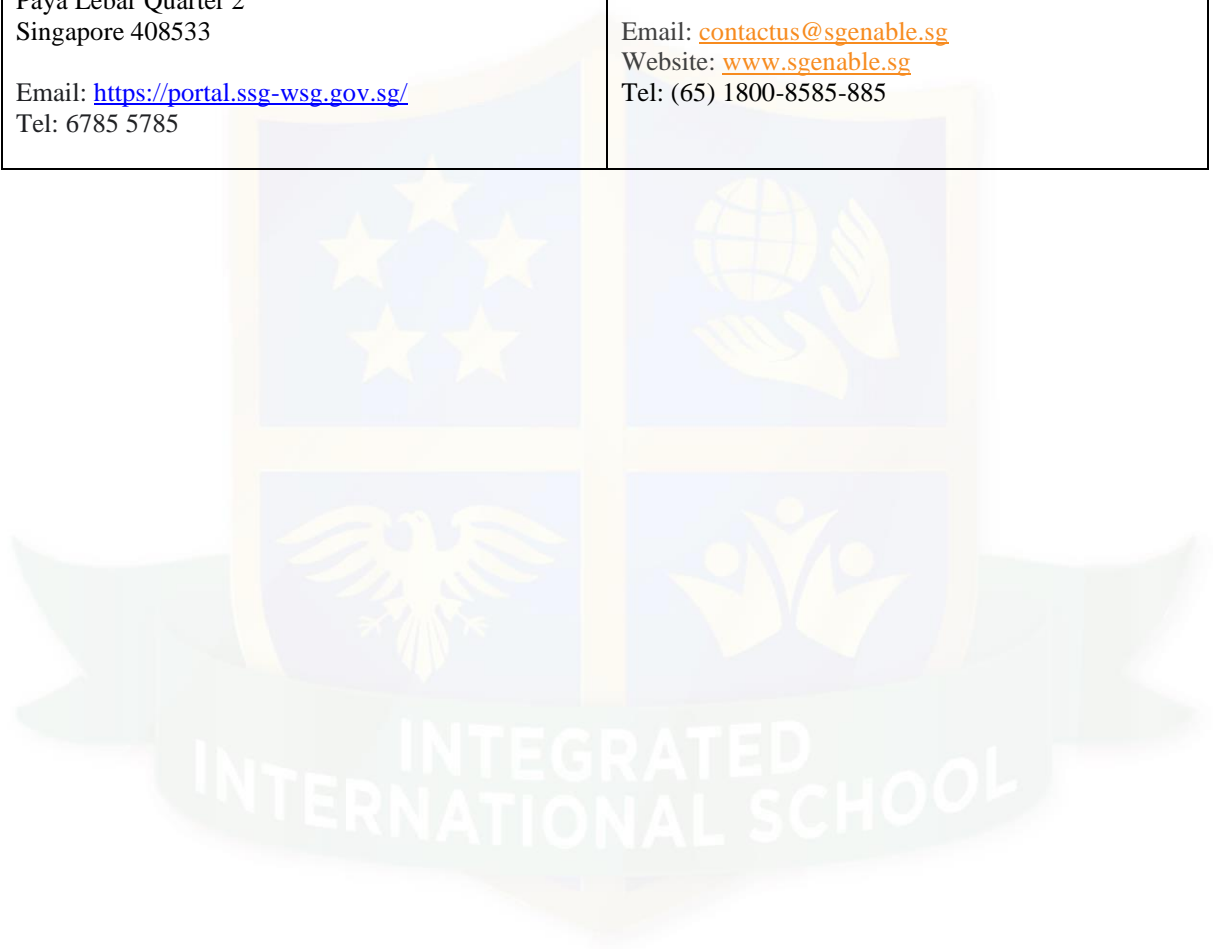 Paya Lebar Quarter 2
Singapore 408533
Email: https://portal.ssg-wsg.gov.sg/
Tel: 6785 5785
Email: contactus@sgenable.sg
Website: www.sgenable.sg
Tel: (65) 1800-8585-885
INTEGRATED
INTERNATIONAL SCHOOL